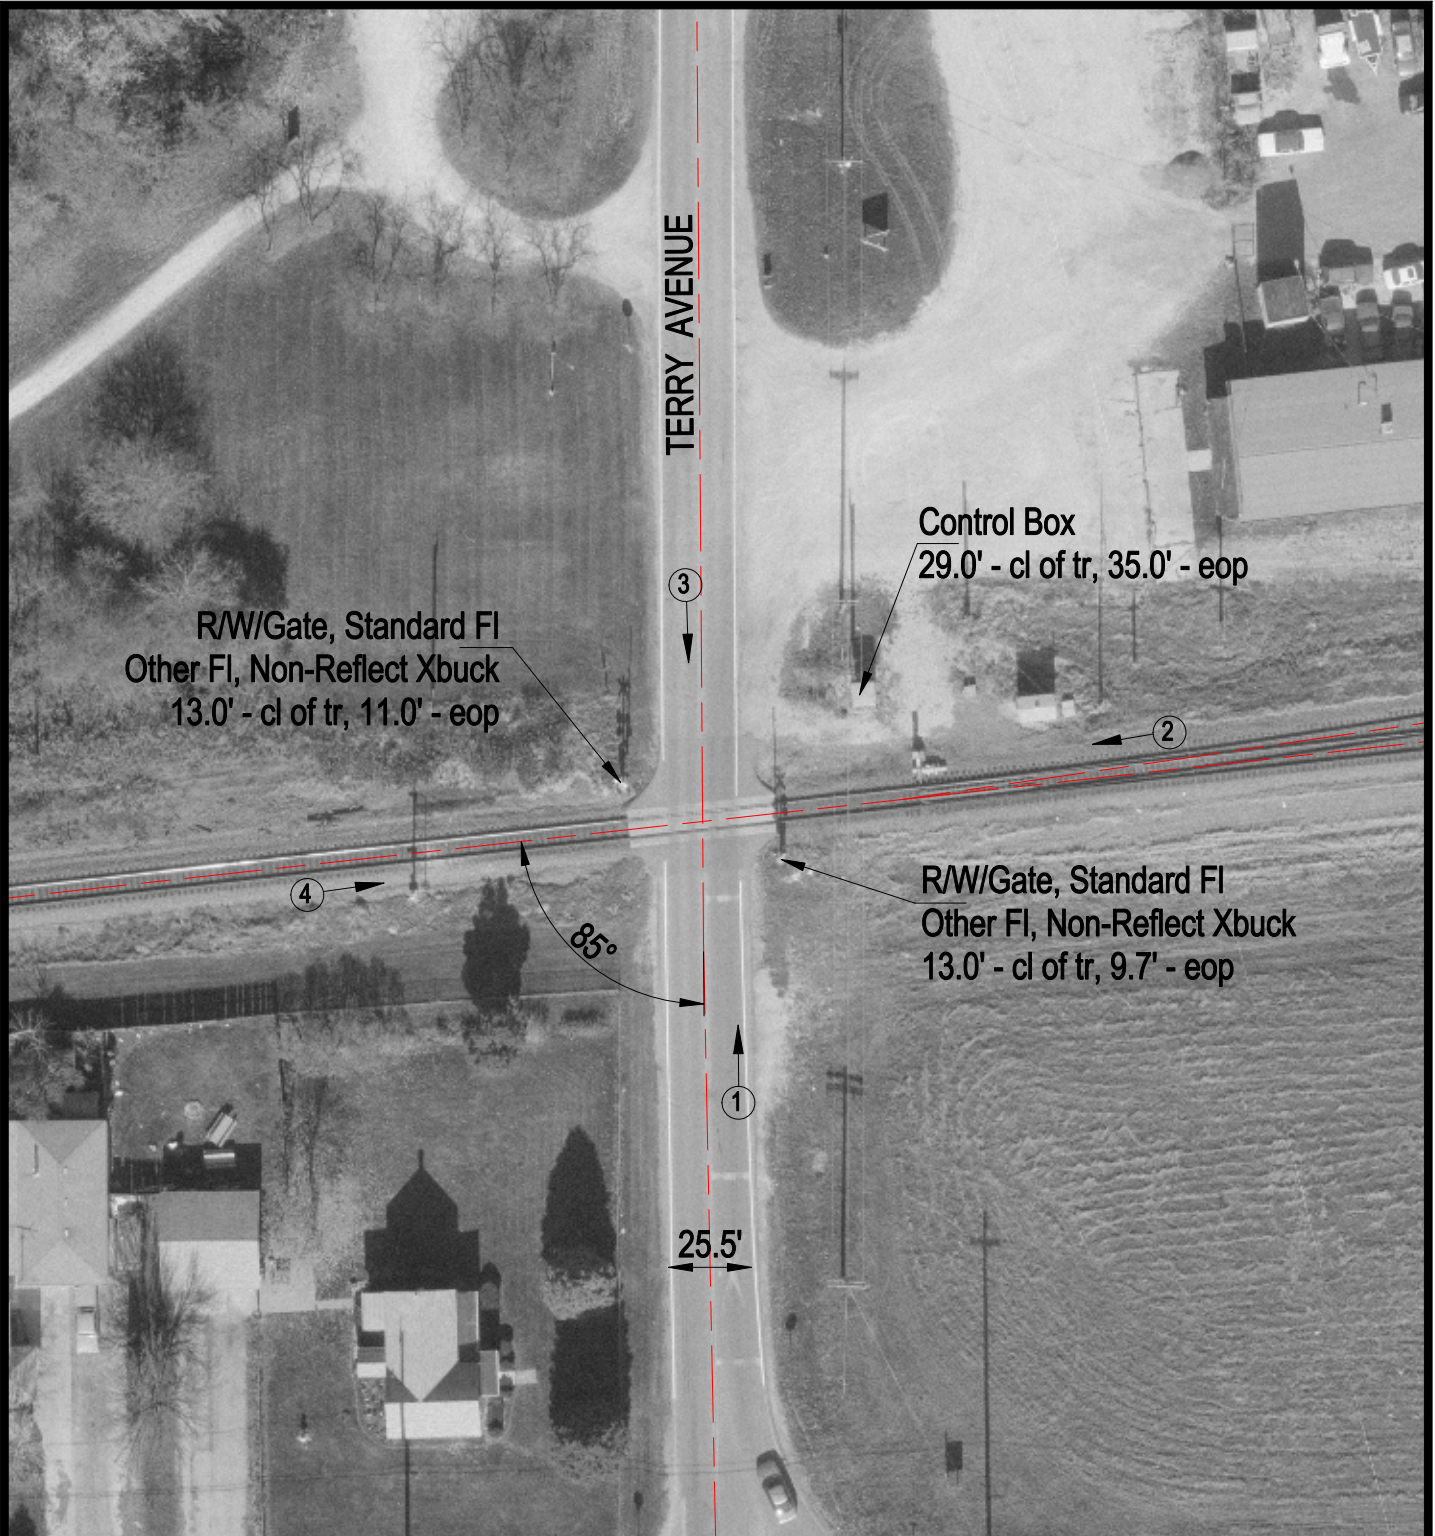 TERRY AVENUE
Control Box
29.0' - cl of tr, 35.0' - eop
3
R/W/Gate, Standard Fl
Other Fl, Non-Reflect Xbuck
13.0' - cl of tr, 11.0' - eop
2
4
R/W/Gate, Standard Fl
Other Fl, Non-Reflect Xbuck
13.0' - cl of tr, 9.7' - eop
85°
1
25.5'